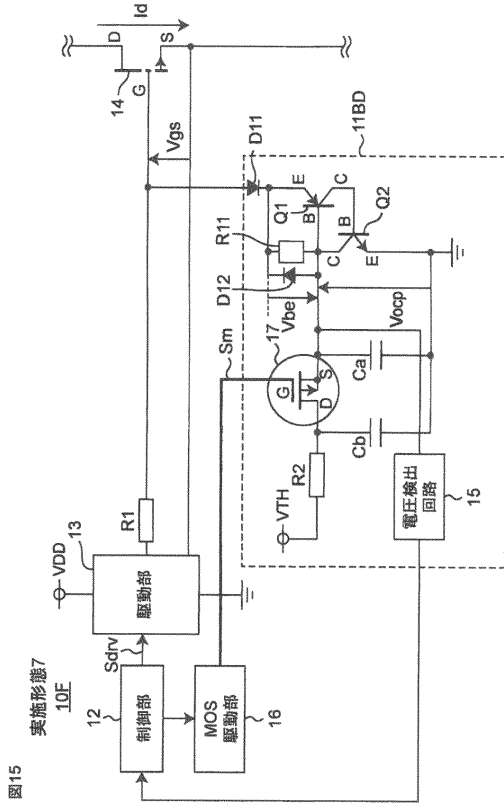 図15
実施形態7
10F
Id
D
S
14
G
Vgs
VDD
13
駆動部
R1
Sdrv
12
制御部
MOS
駆動部
16
Sm
11BD
D11
E
Q1
B
C
R11
D12
Vbe
B
Q2
C
E
17
G
D
S
Vocp
Ca
Cb
R2
VTH
電圧検出
回路
15